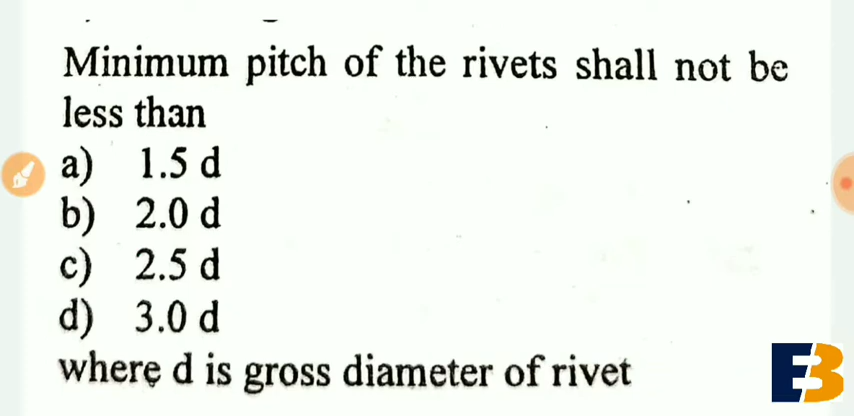 Minimum pitch of the rivets shall not be
less than
a) 1.5 d
b) 2.0 d
c) 2.5 d
d) 3.0 d
where d is gross diameter of rivet
EB